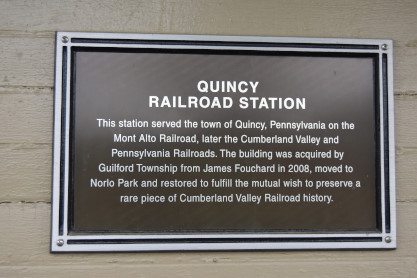 QUINCY
RAILROAD STATION
This station served the town of Quincy, Pennsylvania on the
Mont Alto Railroad, later the Cumberland Valley and
Pennsylvania Railroads. The building was acquired by
Guilford Township from James Fouchard in 2008, moved to
Norlo Park and restored to fulfill the mutual wish to preserve a
rare piece of Cumberland Valley Railroad history.